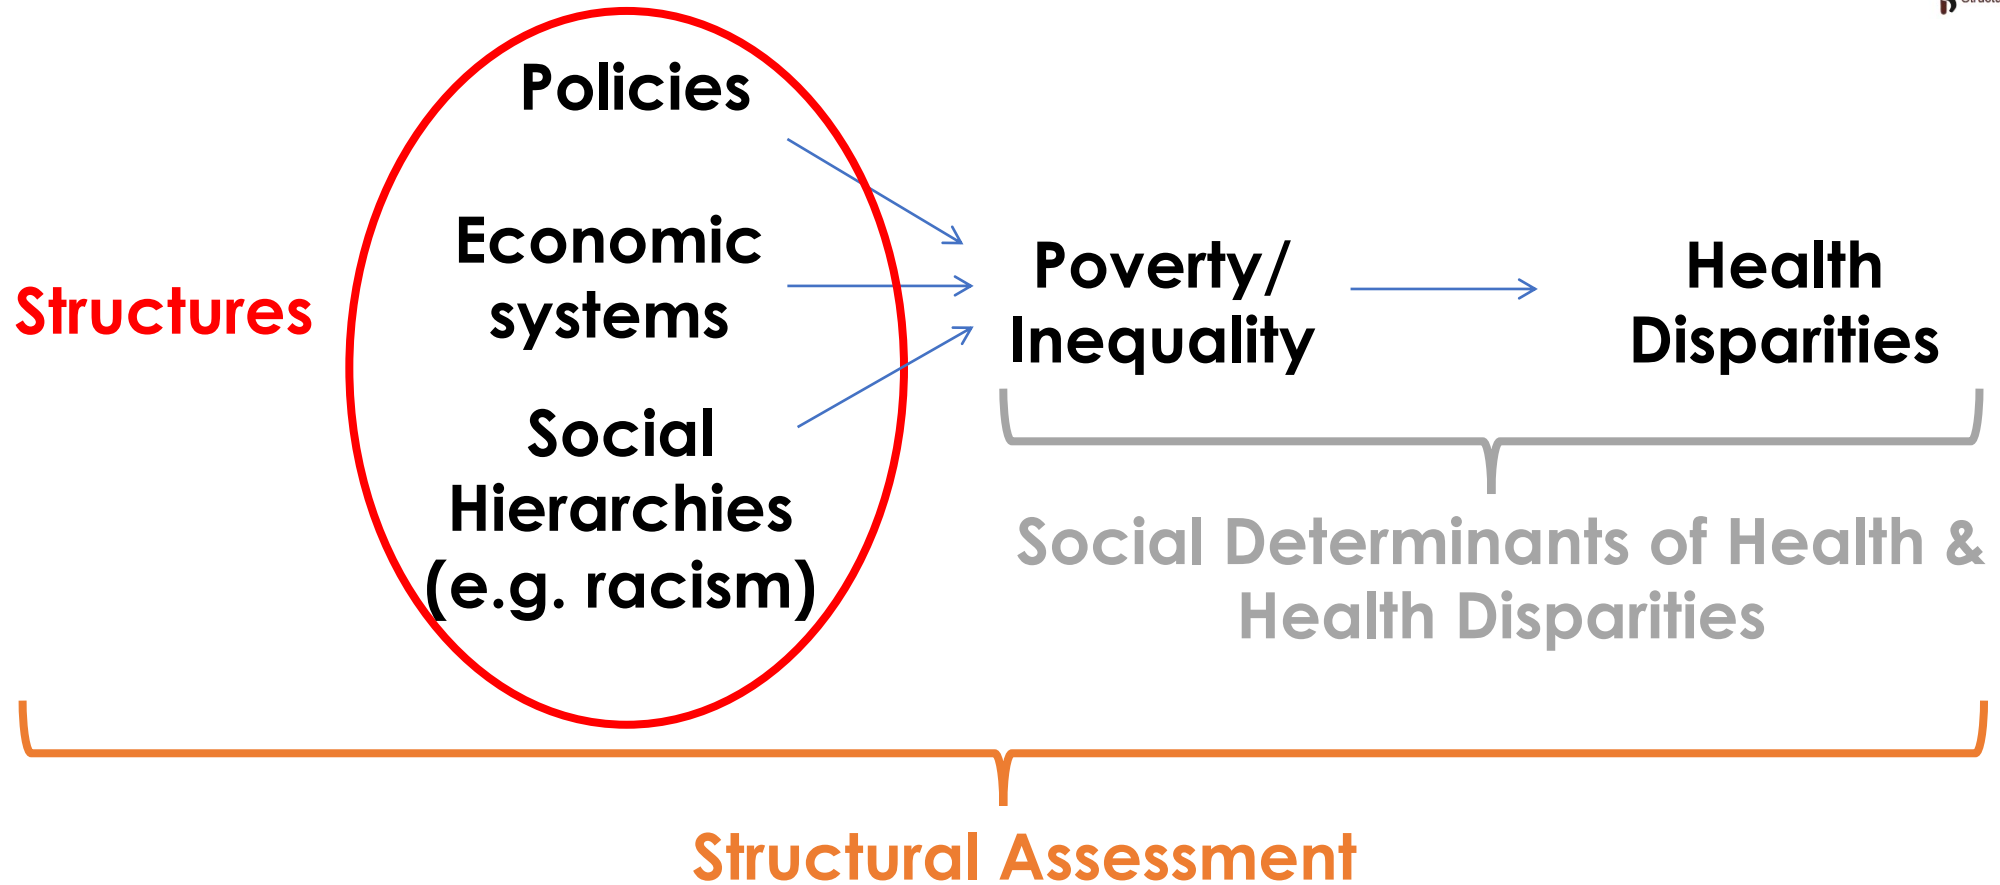 Policies
Economic
systems
Structures
Social
Hierarchies
(e.g. racism)
Poverty/
Inequality
Health
Disparities
Social Determinants of Health &
Health Disparities
Structural Assessment